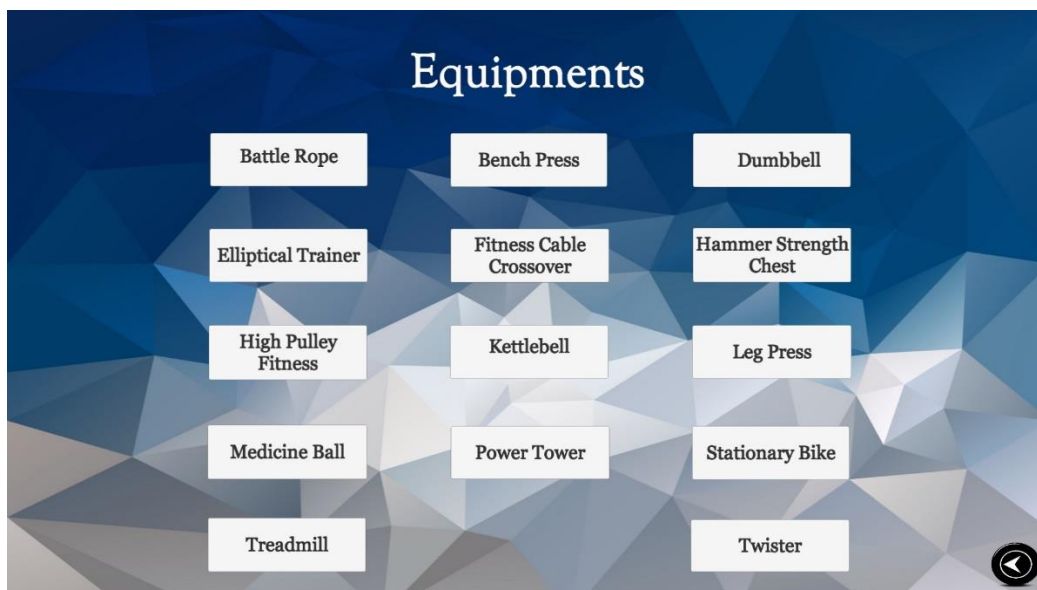 Equipments
Battle Rope
Bench Press
Dumbbell
Elliptical Trainer
Fitness Cable
Crossover
Hammer Strength
Chest
High Pulley
Fitness
Kettlebell
Leg Press
Medicine Ball
Power Tower
Stationary Bike
Treadmill
Twister